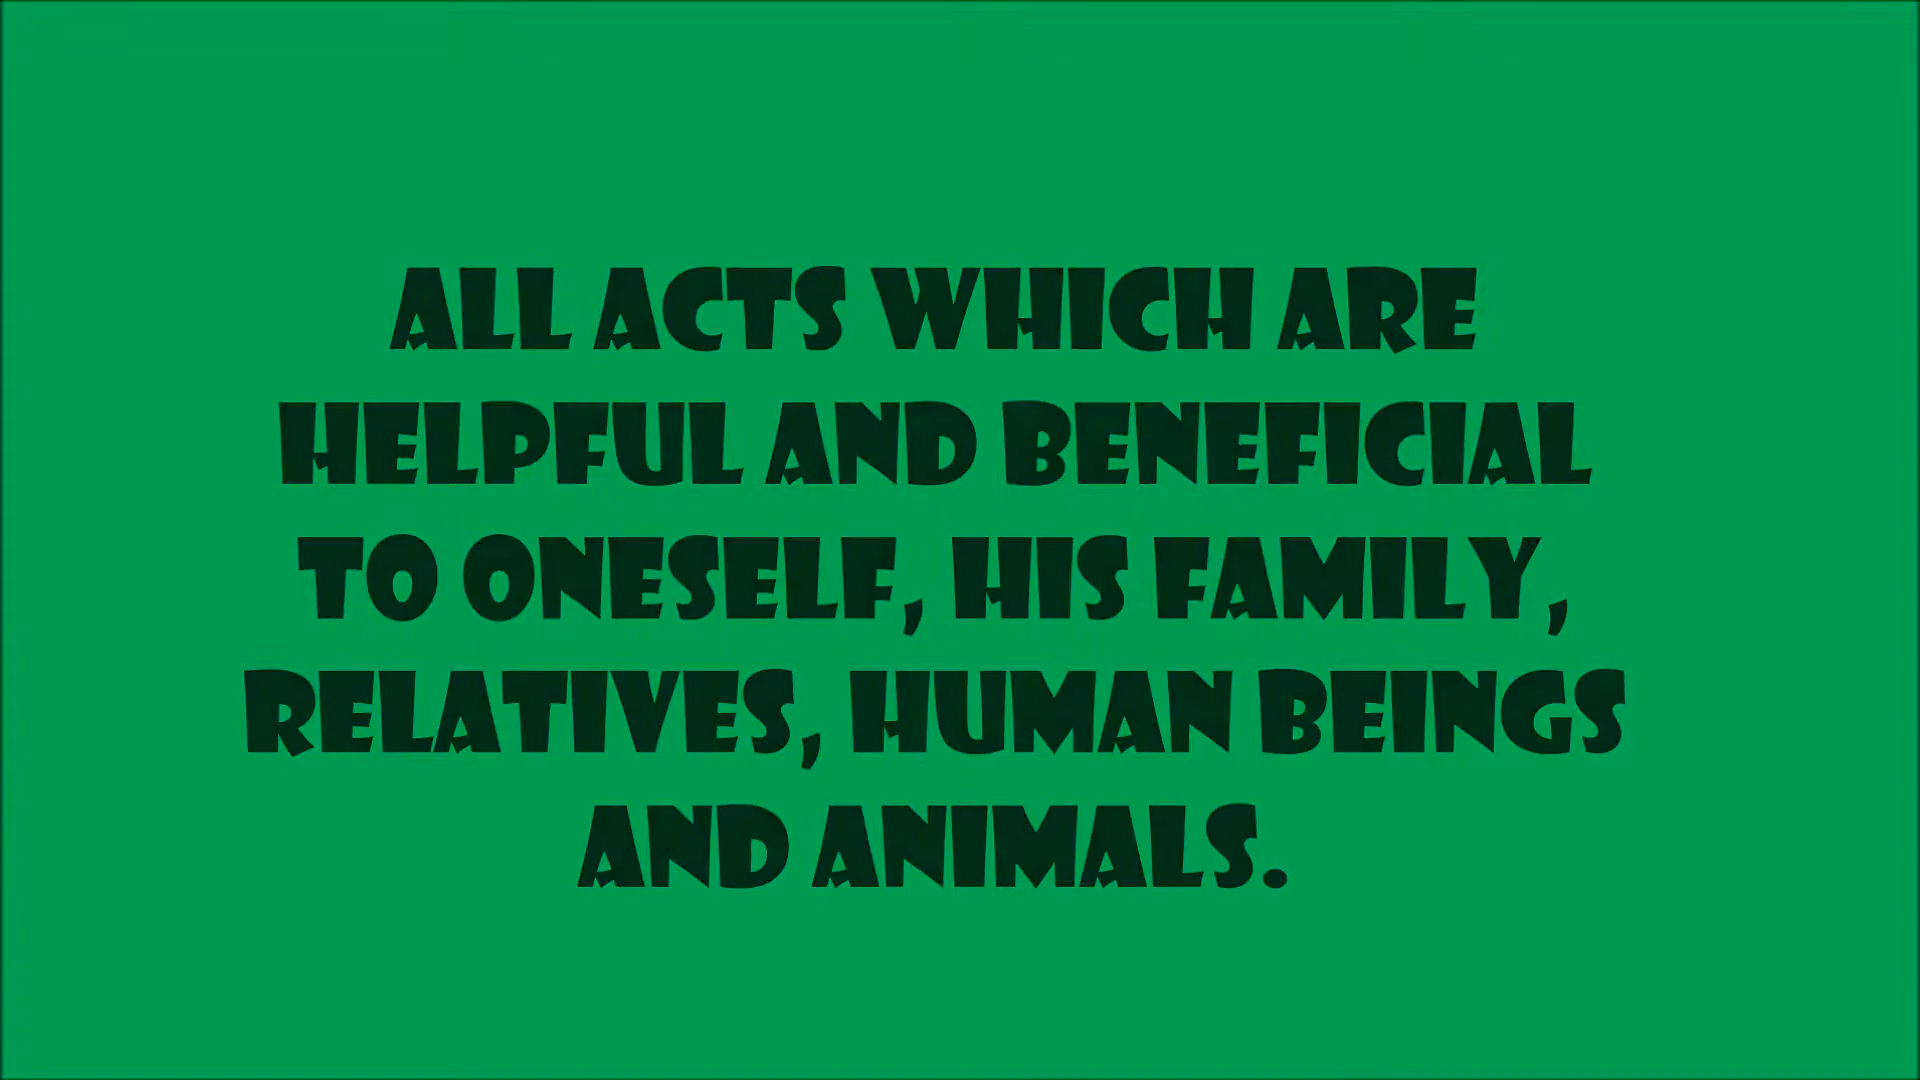 ALL ACTS WHICH ARE
HELPFUL AND BENEFICIAL
TO ONESELF, HIS FAMILY,
RELATIVES, HUMAN BEINGS
AND ANIMALS.